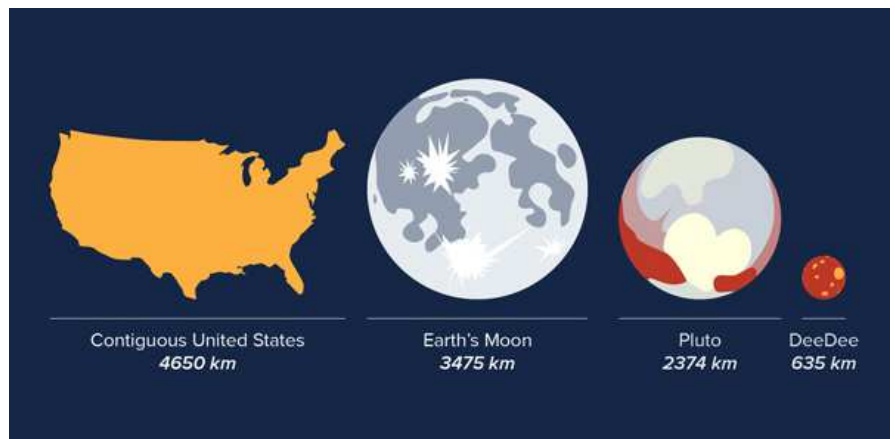 Contiguous United States
4650 km
Earth's Moon
3475 km
Pluto
2374 km
DeeDee
635 km